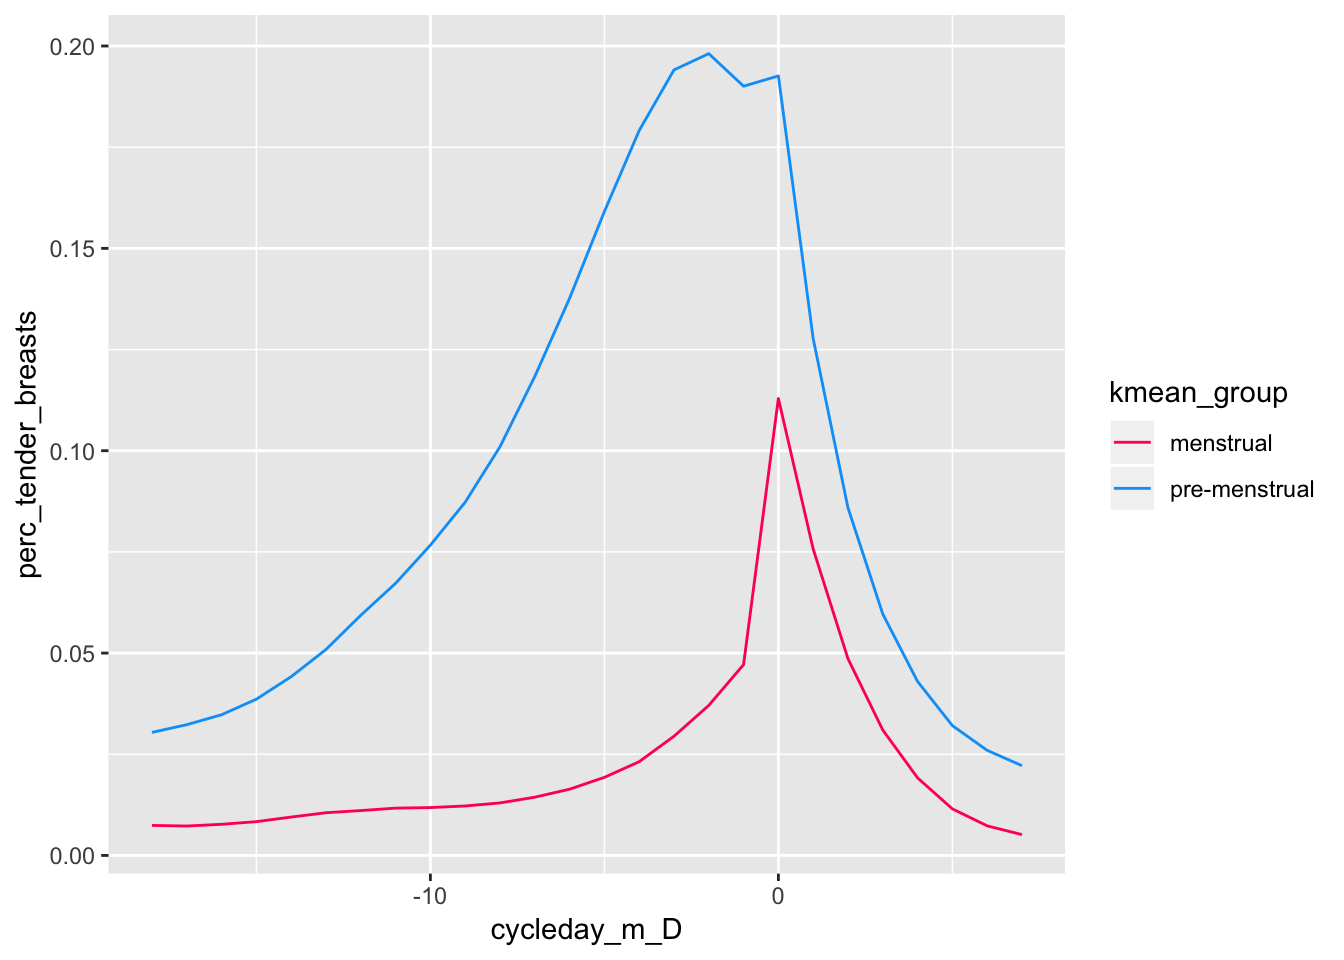 0.20
0.15
0.10
0.05
0.00
perc_tender_breasts
-10
0
cycleday_m_D
kmean_group
menstrual
pre-menstrual